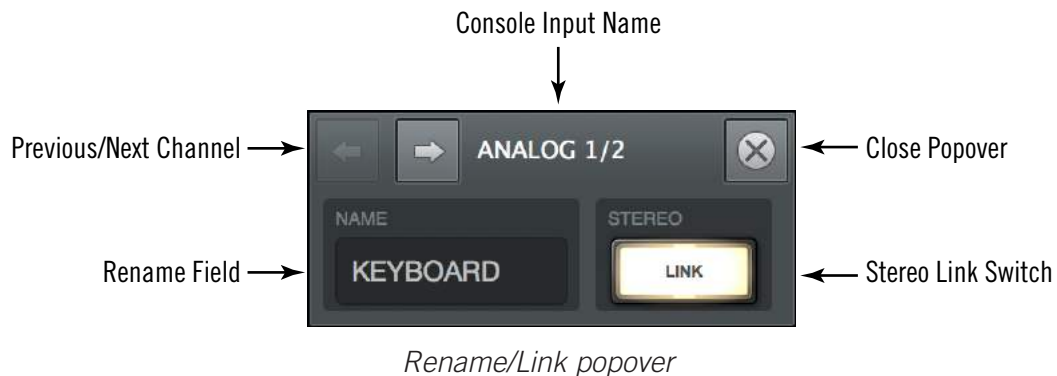 Console Input Name
Previous/Next Channel
ANALOG 1/2
Close Popover
NAME
STEREO
Rename Field
KEYBOARD
LINK
Stereo Link Switch
Rename/Link popover